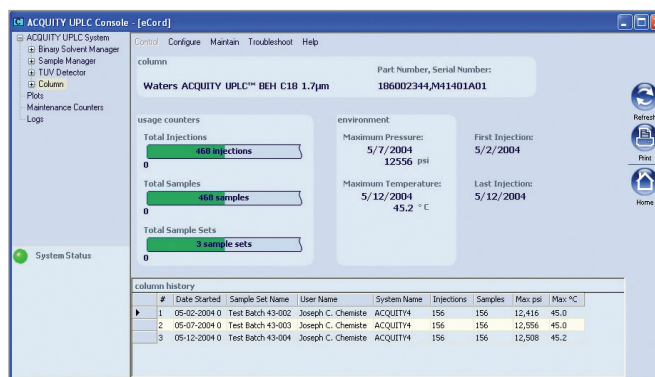 ACQUITY UPLC Console - [eCord]
ACQUITY UPLC System
Binary Solvent Manager
Sample Manager
TUV Detector
Column
Plots
Maintenance Counters
Logs
System Status
Control Configure Maintain Troubleshoot Help
column
Part Number, Serial Number:
Waters ACQUITY UPLC™ BEH C18 1.7µm 186002344,M41401A01
usage counters
Total Injections
468 injections
0
Total Samples
468 samples
0
Total Sample Sets
3 sample sets
0
environment
Maximum Pressure: First Injection:
5/7/2004 5/2/2004
12556 psi
Maximum Temperature: Last Injection:
5/12/2004 5/12/2004
45.2 °C
Refresh
Print
Home
column history
# Date Started Sample Set Name User Name System Name Injections Samples Max psi Max °C
1 05-02-2004 0 Test Batch 43-002 Joseph C. Chemiste ACQUITY4 156 156 12,416 45.0
2 05-07-2004 0 Test Batch 43-003 Joseph C. Chemiste ACQUITY4 156 156 12,556 45.0
3 05-12-2004 0 Test Batch 43-004 Joseph C. Chemiste ACQUITY4 156 156 12,508 45.2